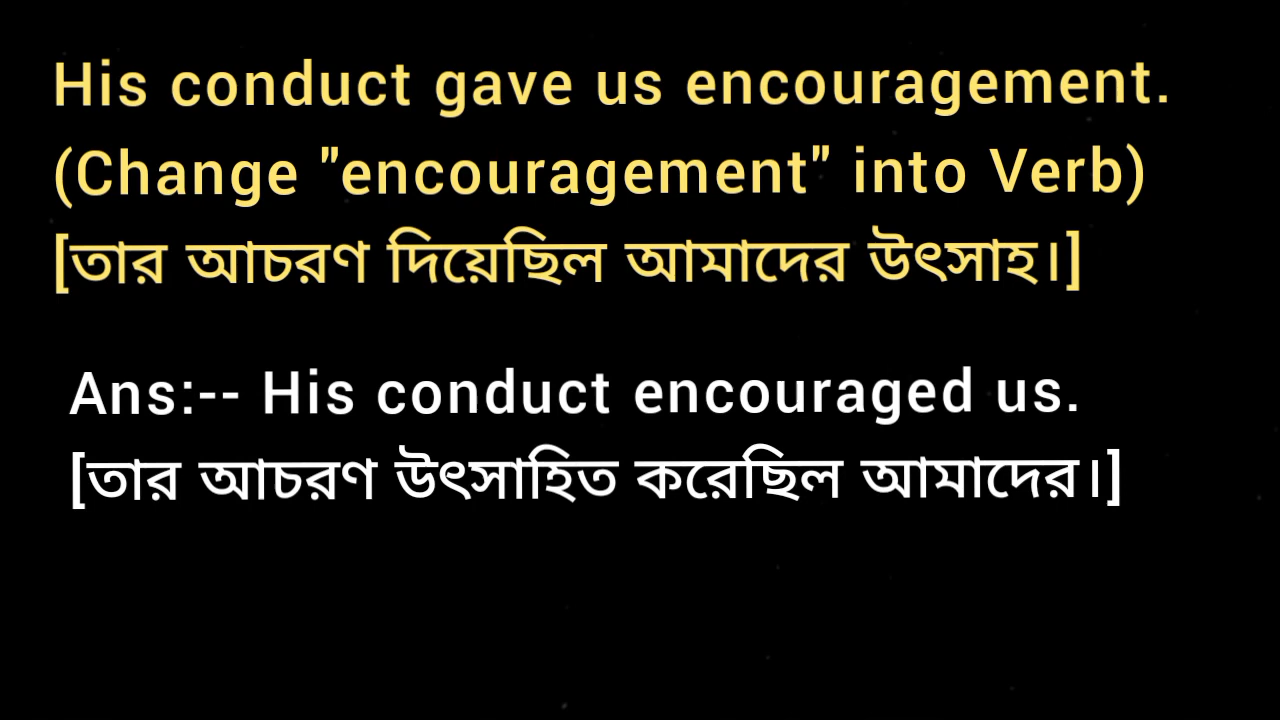 His conduct gave us encouragement.
(Change "encouragement" into Verb)
[তার আচরণ দিয়েছিল আমাদের উৎসাহ।]
Ans:-- His conduct encouraged us.
[তার আচরণ উৎসাহিত করেছিল আমাদের।]